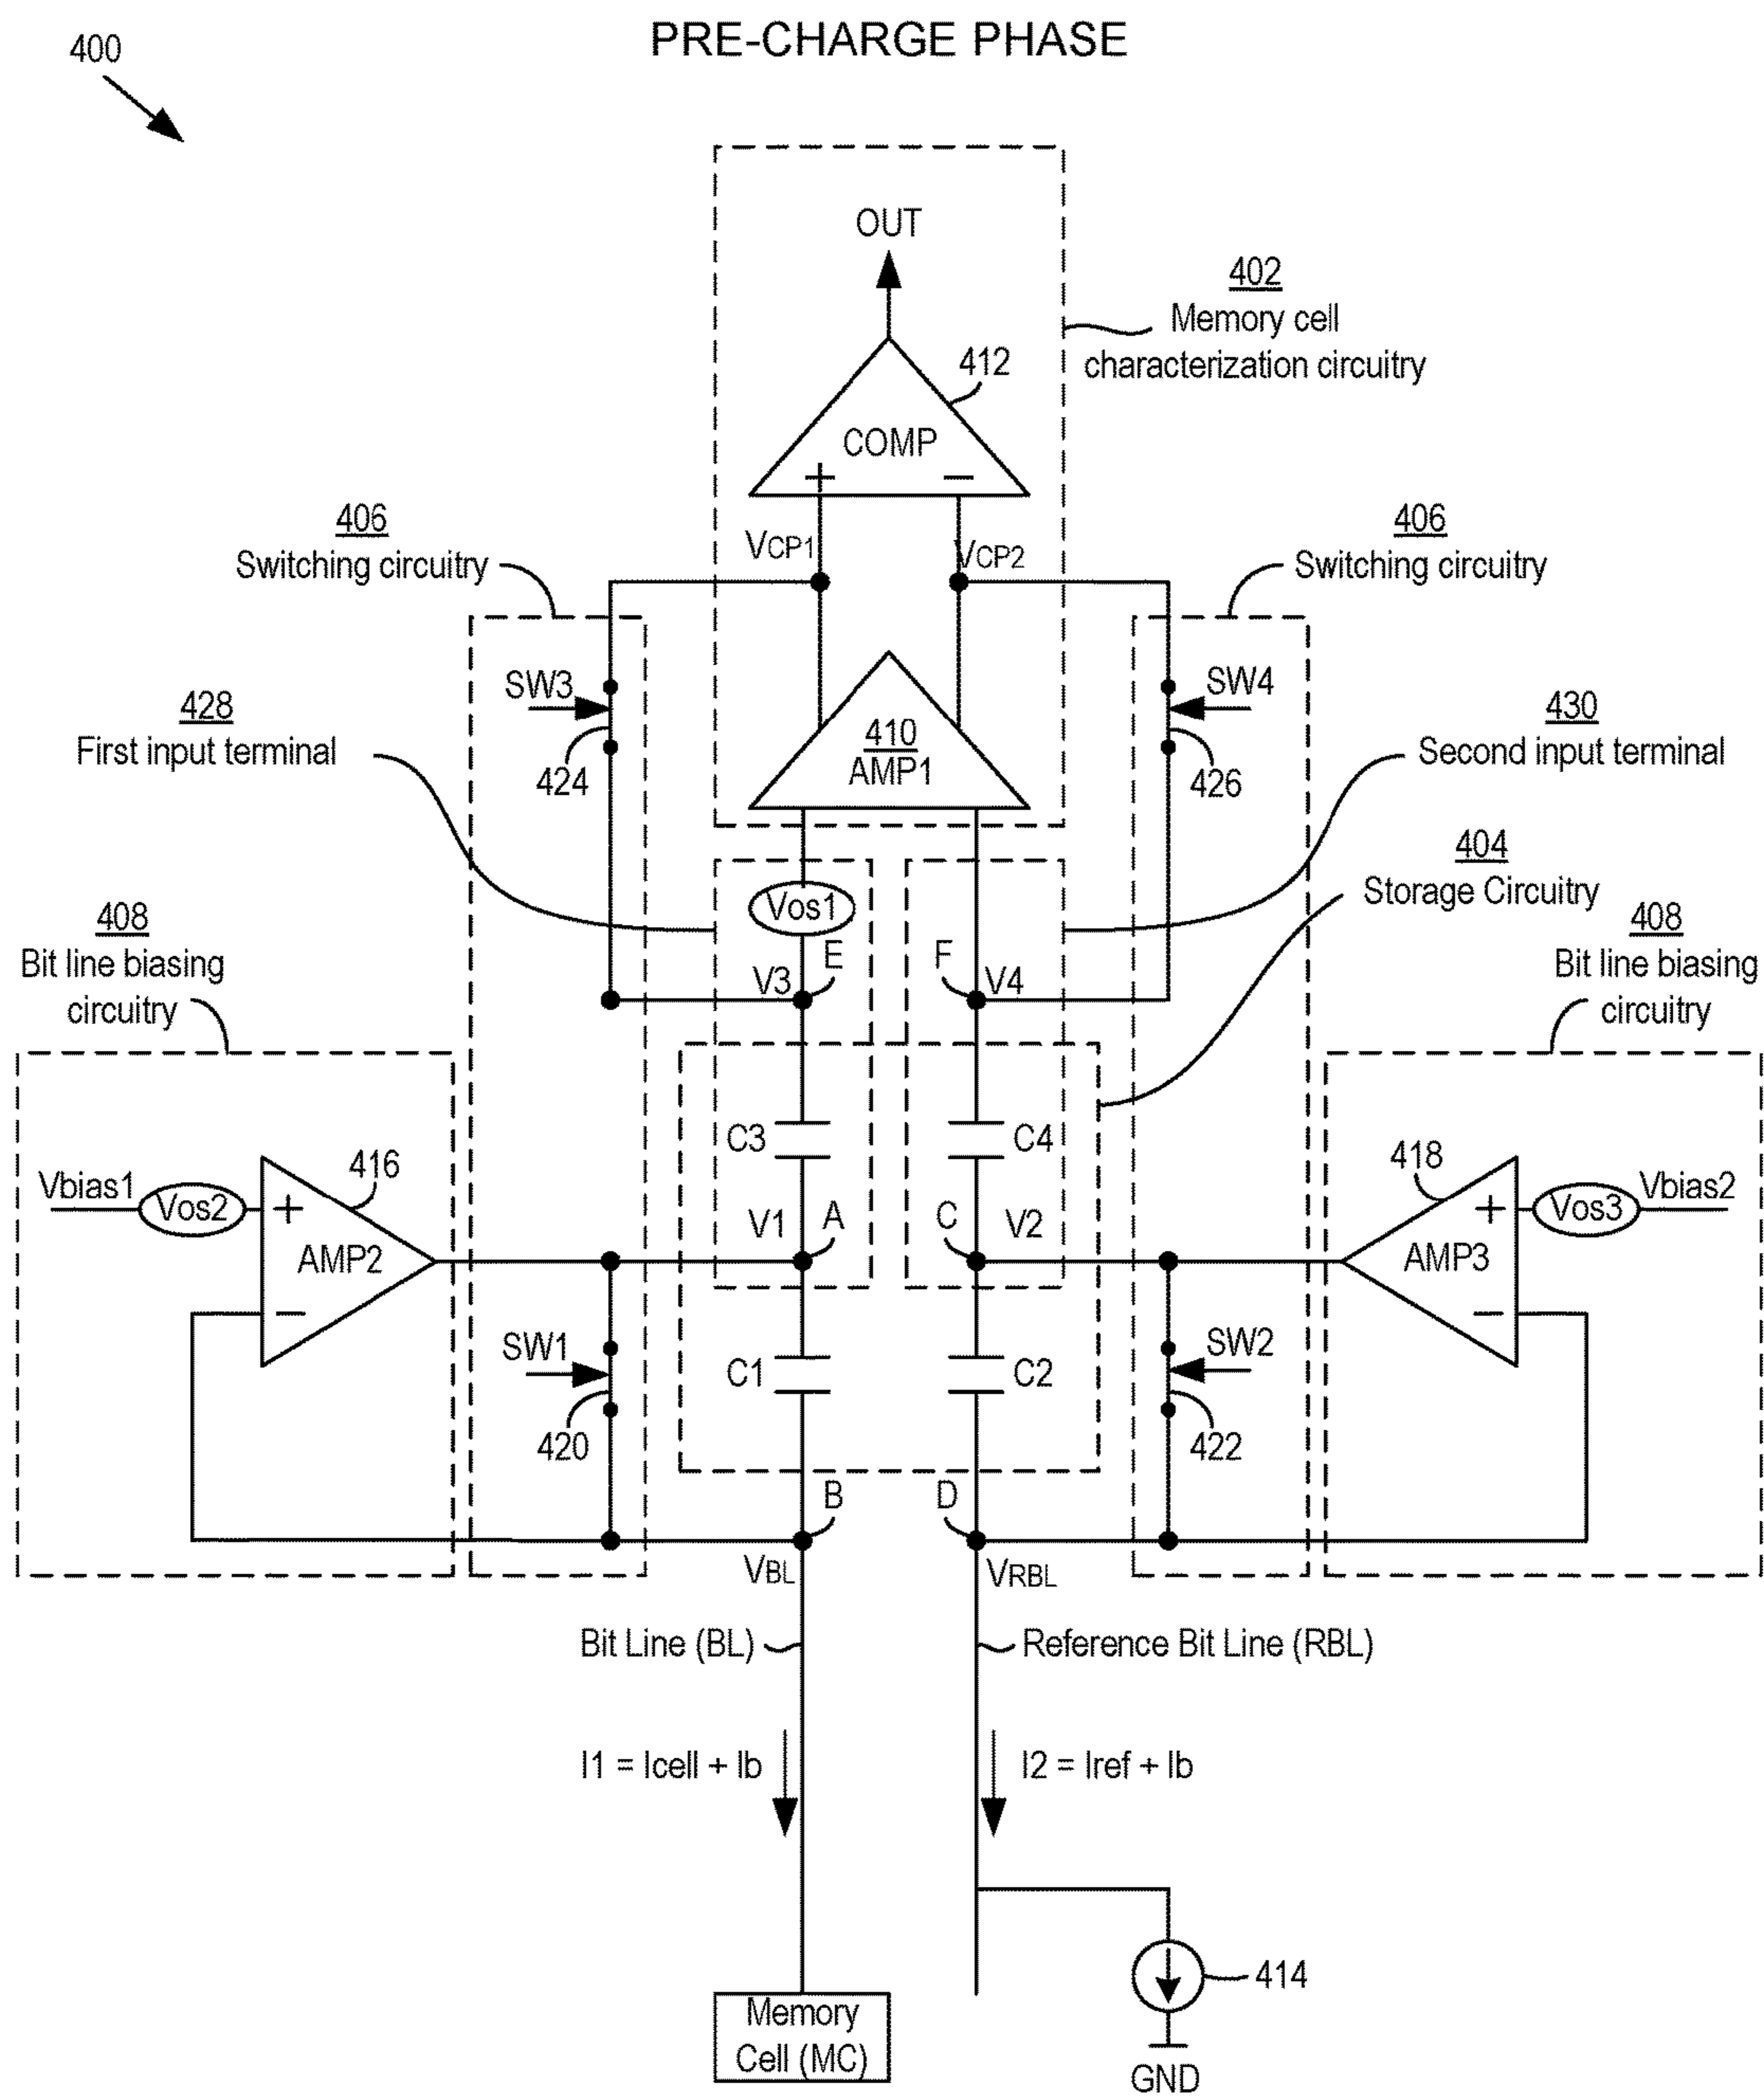 PRE-CHARGE PHASE
400
OUT
402
Memory cell
characterization circuitry
412
COMP
+
−
406
Switching circuitry
VCP1
VCP2
406
Switching circuitry
SW3
424
SW4
426
428
First input terminal
410
AMP1
430
Second input terminal
404
Storage Circuitry
Vos1
408
Bit line biasing
circuitry
408
Bit line biasing
circuitry
V3
E
F
V4
C3
C4
Vbias1
Vos2
+
416
AMP2
−
V1
A
C
V2
418
+
Vos3
Vbias2
AMP3
−
SW1
420
C1
C2
SW2
422
B
D
VBL
VRBL
Bit Line (BL)
Reference Bit Line (RBL)
I1 = Icell + Ib
I2 = Iref + Ib
414
Memory
Cell (MC)
GND